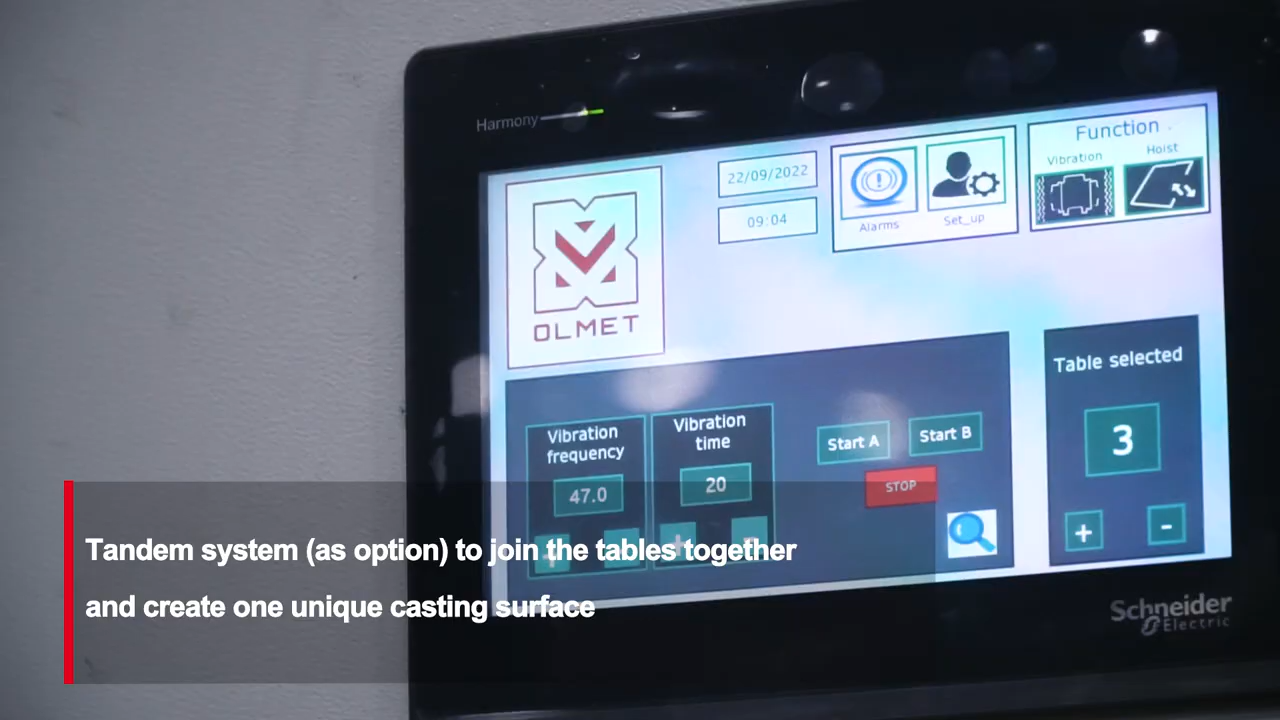 Harmony
OLMET
22/09/2022
09:04
Alarms
Set_up
Function
Vibration
Hoist
Vibration
frequency
47.0
+
Vibration
time
20
+
-
Start A
Start B
STOP
Table selected
3
+
-
Schneider
Electric
Tandem system (as option) to join the tables together
and create one unique casting surface